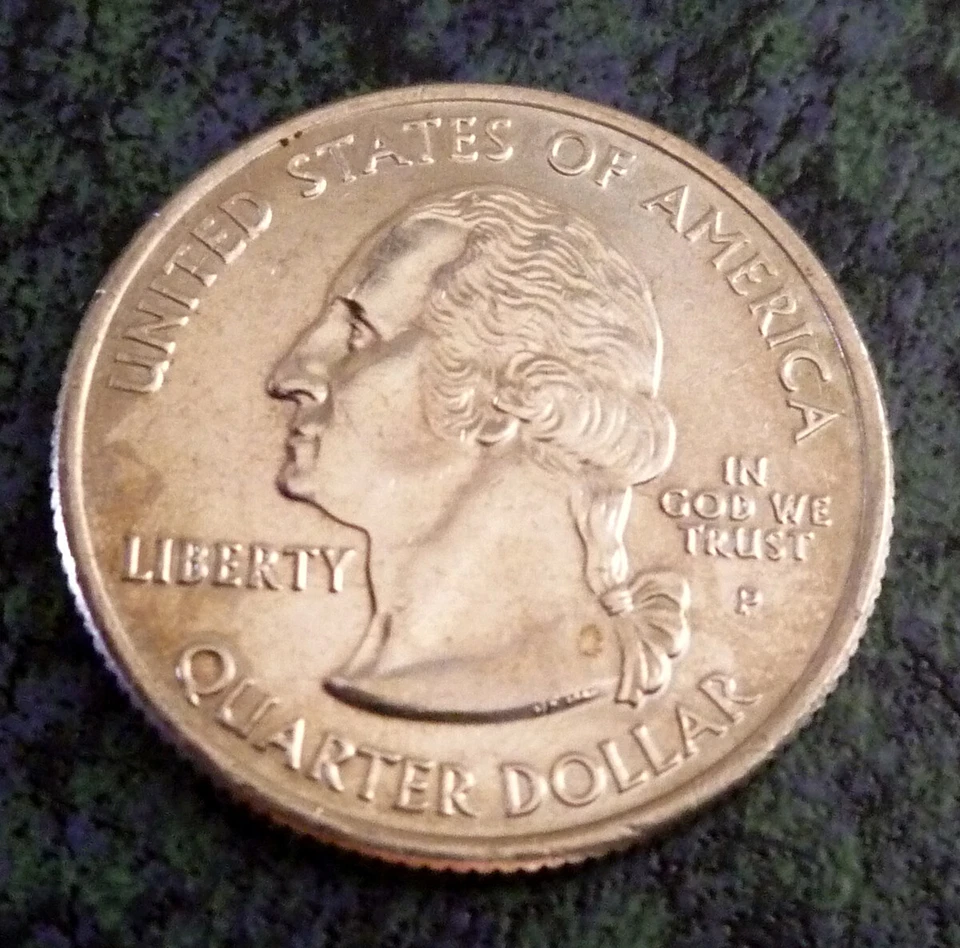 UNITED STATES OF AMERICA
LIBERTY
IN
GOD WE
TRUST
P
QUARTER DOLLAR